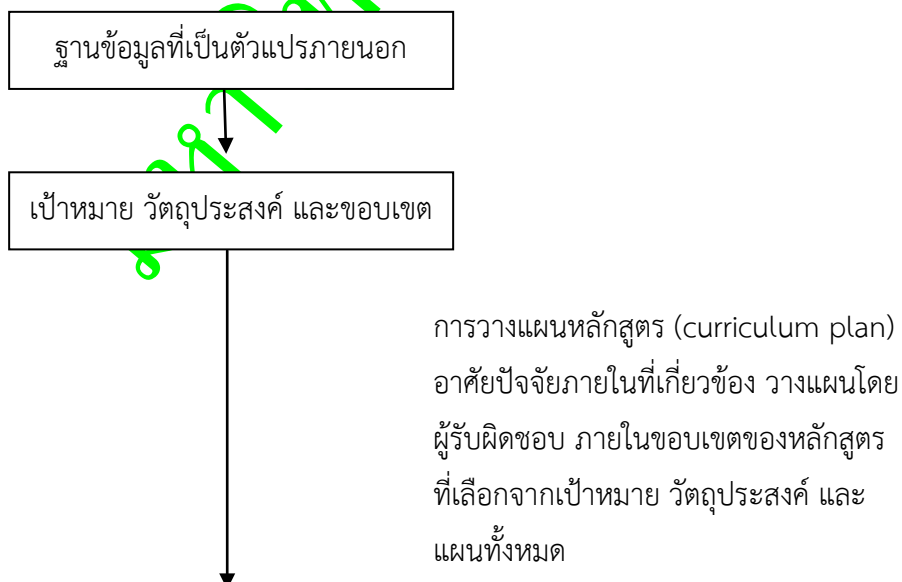 ฐานข้อมูลที่เป็นตัวแปรภายนอก
เป้าหมาย วัตถุประสงค์ และขอบเขต
การวางแผนหลักสูตร (curriculum plan)
อาศัยปัจจัยภายในที่เกี่ยวข้อง วางแผนโดย
ผู้รับผิดชอบ ภายในขอบเขตของหลักสูตร
ที่เลือกจากเป้าหมาย วัตถุประสงค์ และ
แผนทั้งหมด